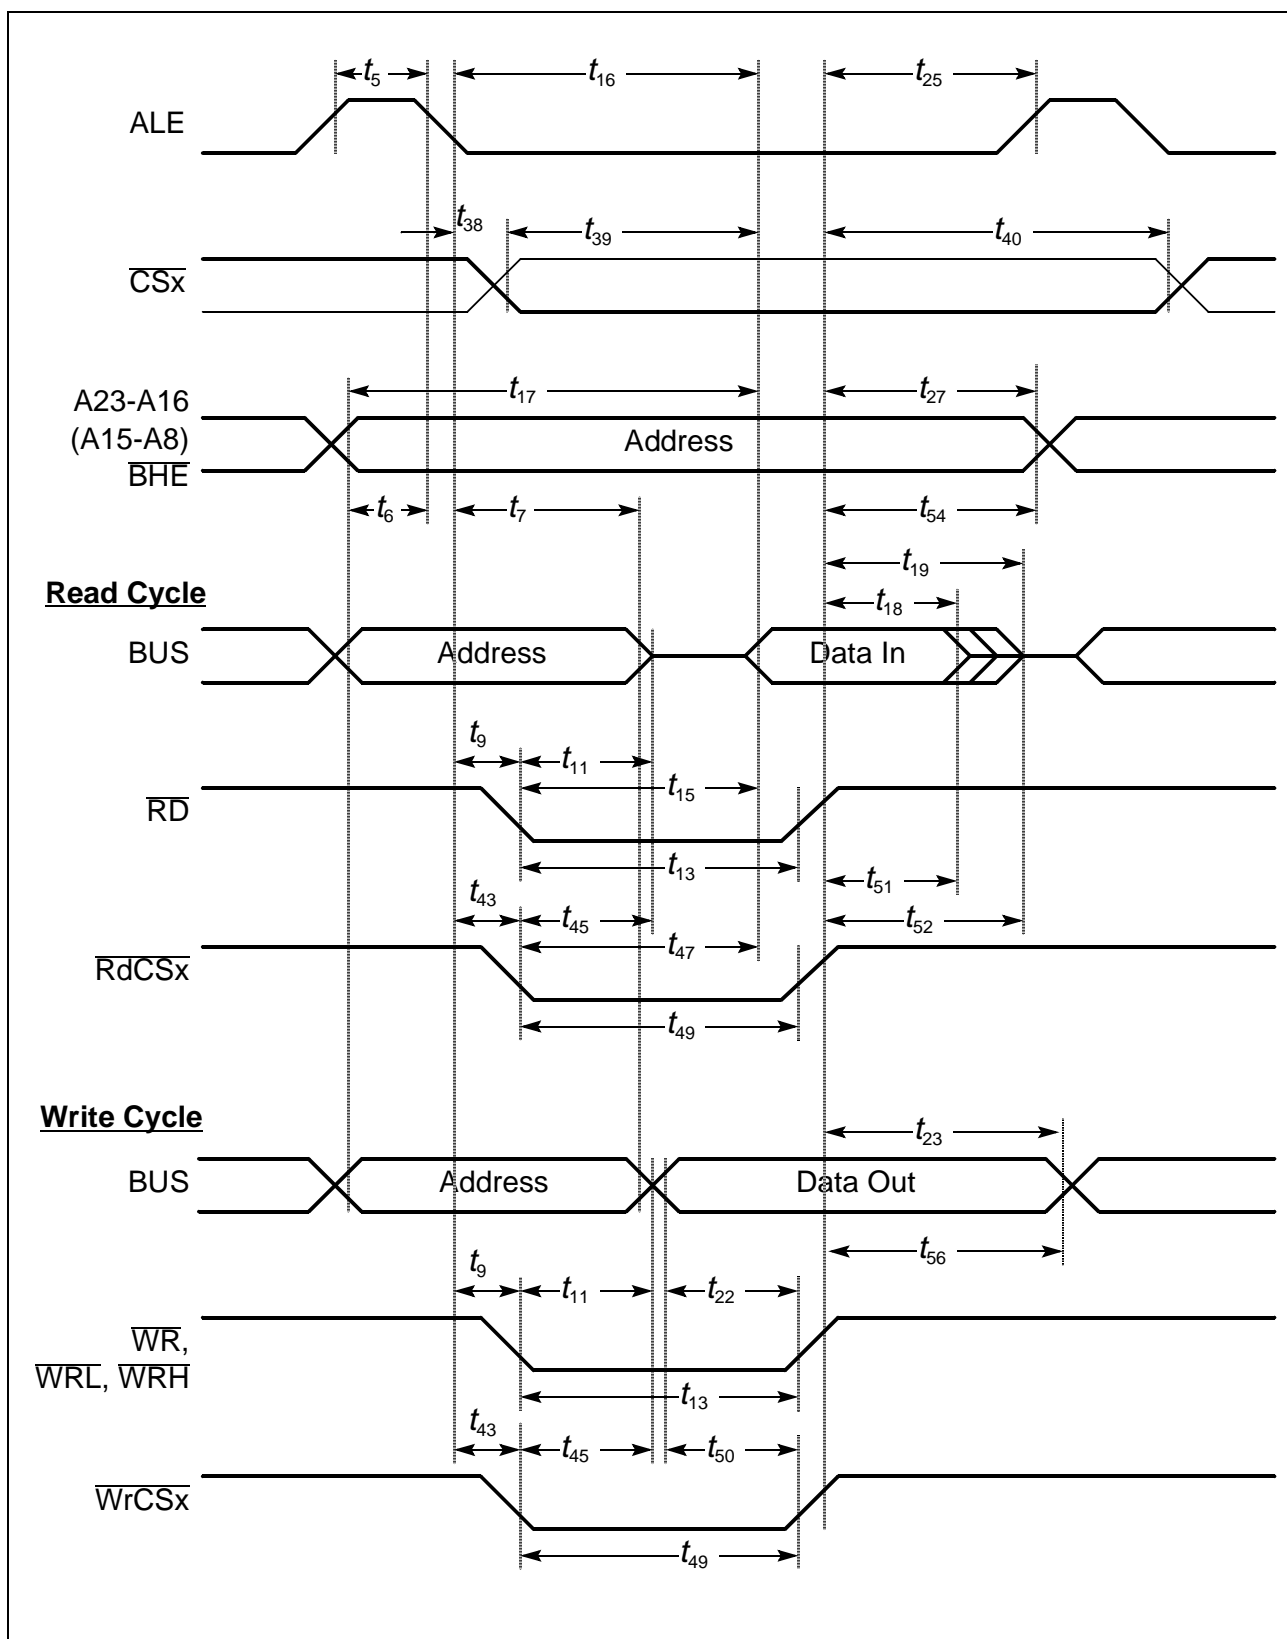 t5 t16 t25
ALE
t38 t39 t40
CSx
t17 t27
A23-A16
(A15-A8)
BHE
Address
t6 t7 t54
t19
Read Cycle
t18
BUS Address Data In
t9 t11
t15
RD
t13 t51
t43 t45 t52
t47
RdCSx
t49
Write Cycle
t23
BUS Address Data Out
t56
t9 t11 t22
WR,
WRL, WRH
t13
t43 t45 t50
WrCSx
t49